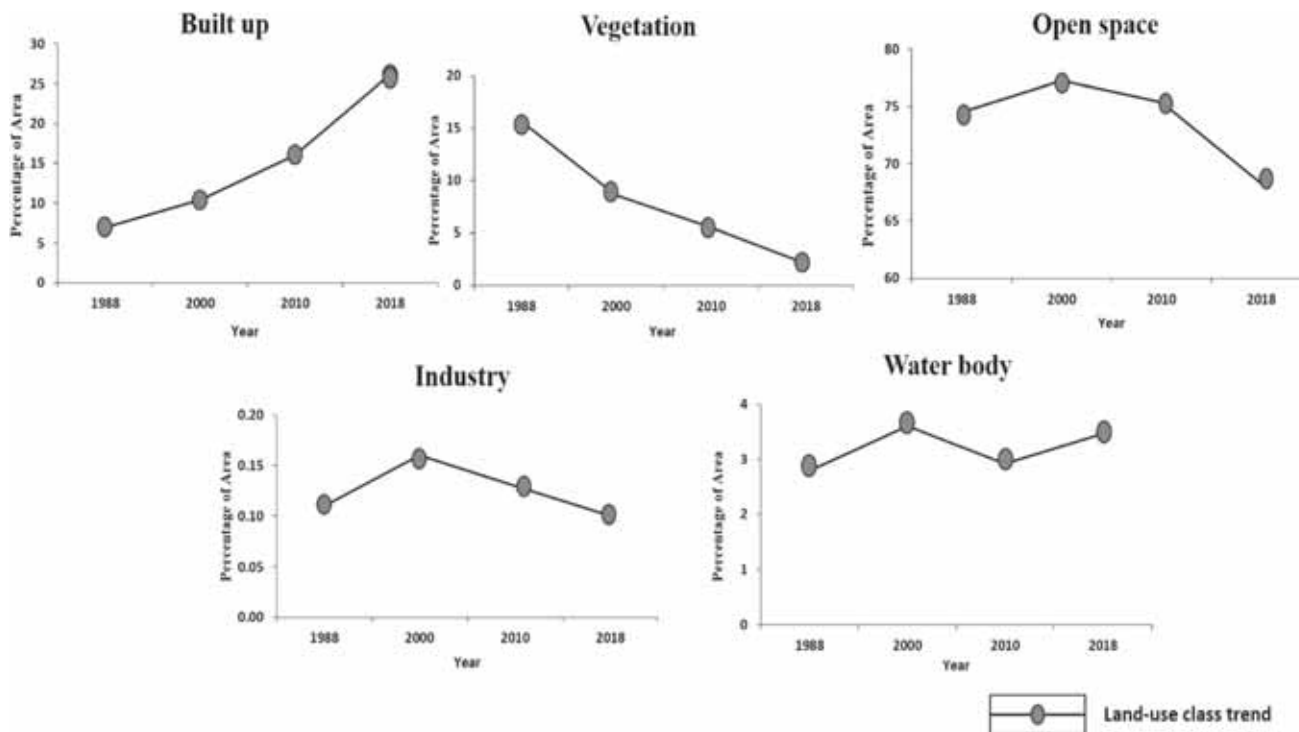 Built up
Percentage of Area
30
25
20
15
10
5
0
1988 2000 2010 2018
Year
Vegetation
Percentage of Area
20
15
10
5
0
1988 2000 2010 2018
Year
Open space
Percentage of Area
80
75
70
65
60
1988 2000 2010 2018
Year
Industry
Percentage of Area
0.20
0.15
0.10
0.05
0.00
1988 2000 2010 2018
Year
Water body
Percentage of Area
4
3
2
1
0
1988 2000 2010 2018
Year
Land-use class trend